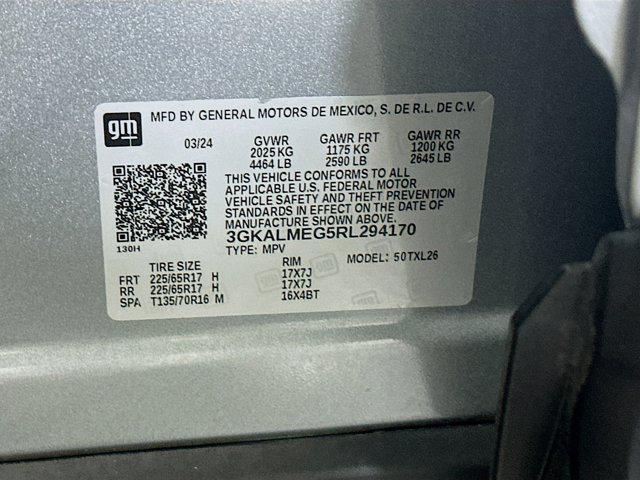 gm
MFD BY GENERAL MOTORS DE MEXICO, S. DE R.L. DE C.V.
03/24 GVWR GAWR FRT GAWR RR
2025 KG 1175 KG 1200 KG
4464 LB 2590 LB 2645 LB
THIS VEHICLE CONFORMS TO ALL
APPLICABLE U.S. FEDERAL MOTOR
VEHICLE SAFETY AND THEFT PREVENTION
STANDARDS IN EFFECT ON THE DATE OF
MANUFACTURE SHOWN ABOVE.
3GKALMEG5RL294170
130H
TYPE: MPV MODEL: 50TXL26
TIRE SIZE RIM
FRT 225/65R17 H 17X7J
RR 225/65R17 H 17X7J
SPA T135/70R16 M 16X4BT